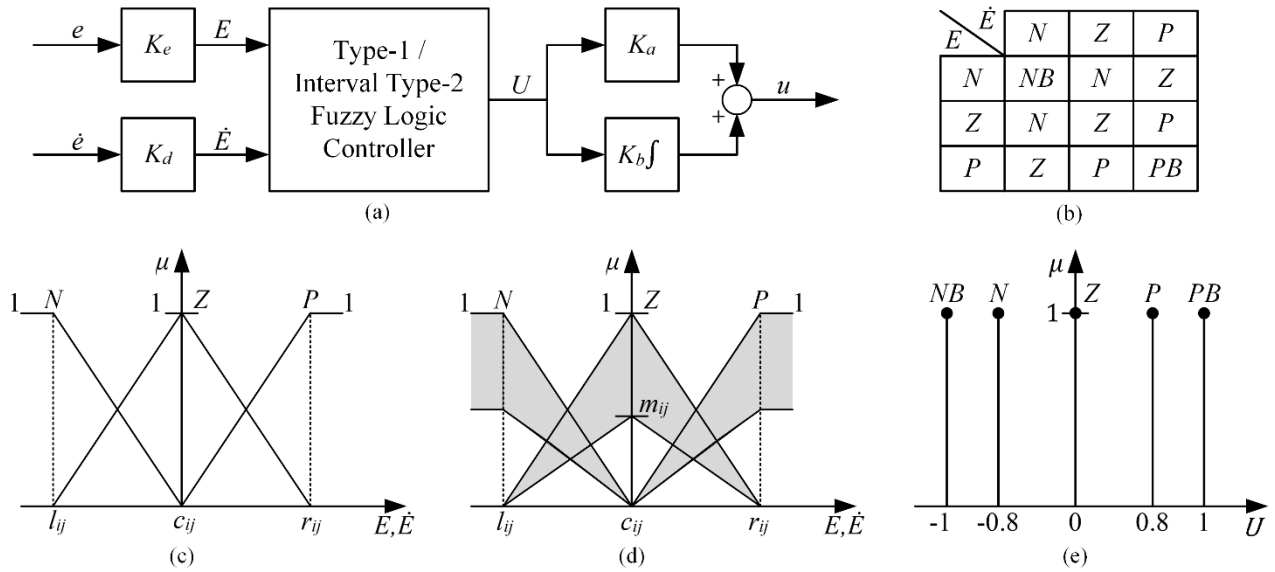 e
K_e
E
Type-1 /
Interval Type-2
Fuzzy Logic
Controller
U
K_a
+
+
u
ė
K_d
Ė
K_b∫
(a)
E Ė N Z P
N NB N Z
Z N Z P
P Z P PB
(b)
μ
1 N 1 Z P 1
l_ij c_ij r_ij E,Ė
(c)
μ
1 N 1 Z P 1
m_ij
l_ij c_ij r_ij E,Ė
(d)
μ
NB N Z P PB
1
-1 -0.8 0 0.8 1 U
(e)